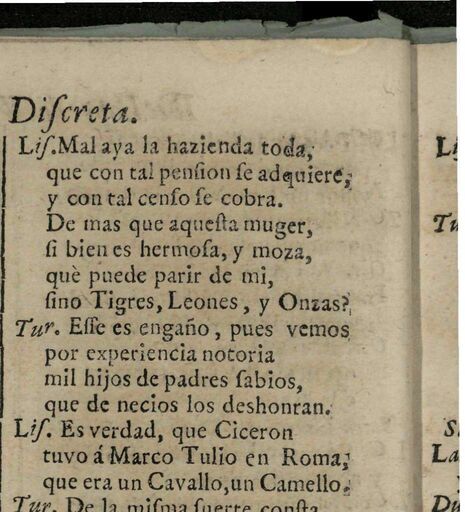 Diſcreta.
Liſ. Mal aya la hazienda toda,
que con tal penſion ſe adquiere,
y con tal cenſo ſe cobra.
De mas que aqueſta muger,
ſi bien es hermoſa, y moza,
què puede parir de mi,
ſino Tigres, Leones, y Onzas?
Tur. Eſſe es engaño, pues vemos
por experiencia notoria
mil hijos de padres ſabios,
que de necios los deshonran.
Liſ. Es verdad, que Ciceron
tuvo á Marco Tulio en Roma,
que era un Cavallo, un Camello.
Tur. De la miſma ſuerte conſta
Li
Tu
S
La
Du